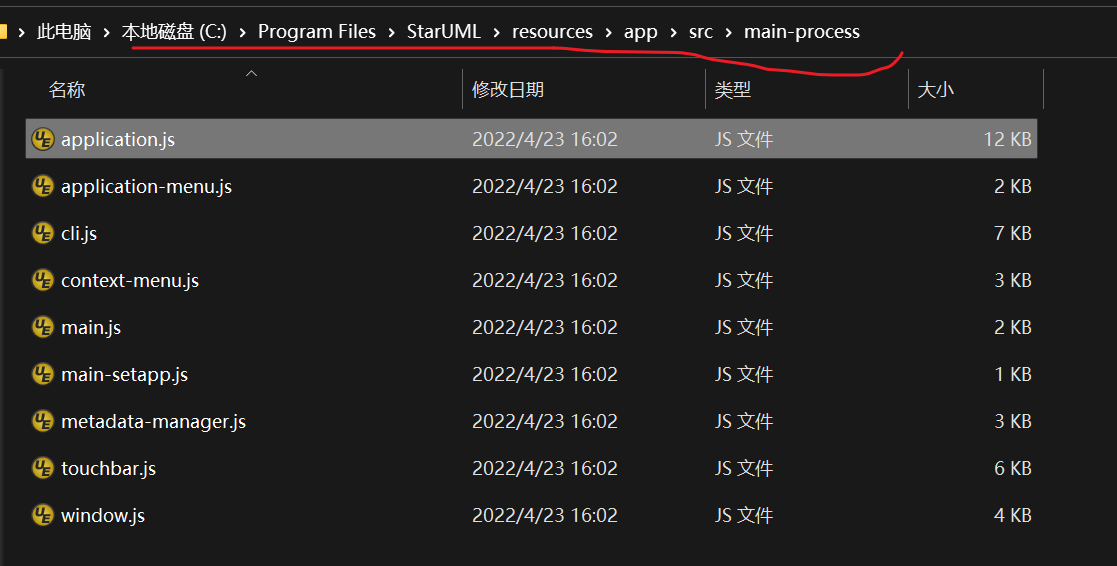 此电脑 › 本地磁盘 (C:) › Program Files › StarUML › resources › app › src › main-process
名称 修改日期 类型 大小
application.js 2022/4/23 16:02 JS 文件 12 KB
application-menu.js 2022/4/23 16:02 JS 文件 2 KB
cli.js 2022/4/23 16:02 JS 文件 7 KB
context-menu.js 2022/4/23 16:02 JS 文件 3 KB
main.js 2022/4/23 16:02 JS 文件 2 KB
main-setapp.js 2022/4/23 16:02 JS 文件 1 KB
metadata-manager.js 2022/4/23 16:02 JS 文件 3 KB
touchbar.js 2022/4/23 16:02 JS 文件 6 KB
window.js 2022/4/23 16:02 JS 文件 4 KB